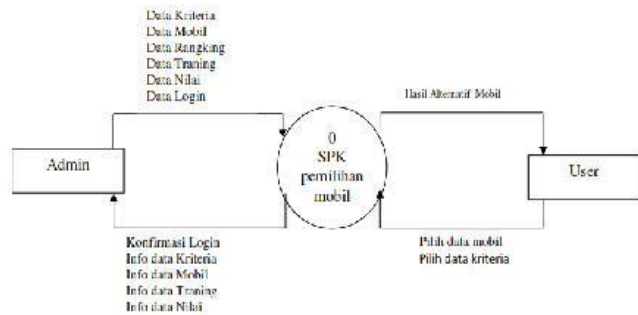 Data Kriteria
Data Mobil
Data Rangking
Data Traning
Data Nilai
Data Login
Hasil Alternatif Mobil
Admin
0
SPK
pemilihan
mobil
User
Konfirmasi Login
Info data Kriteria
Info data Mobil
Info data Traning
Info data Nilai
Pilih data mobil
Pilih data kriteria